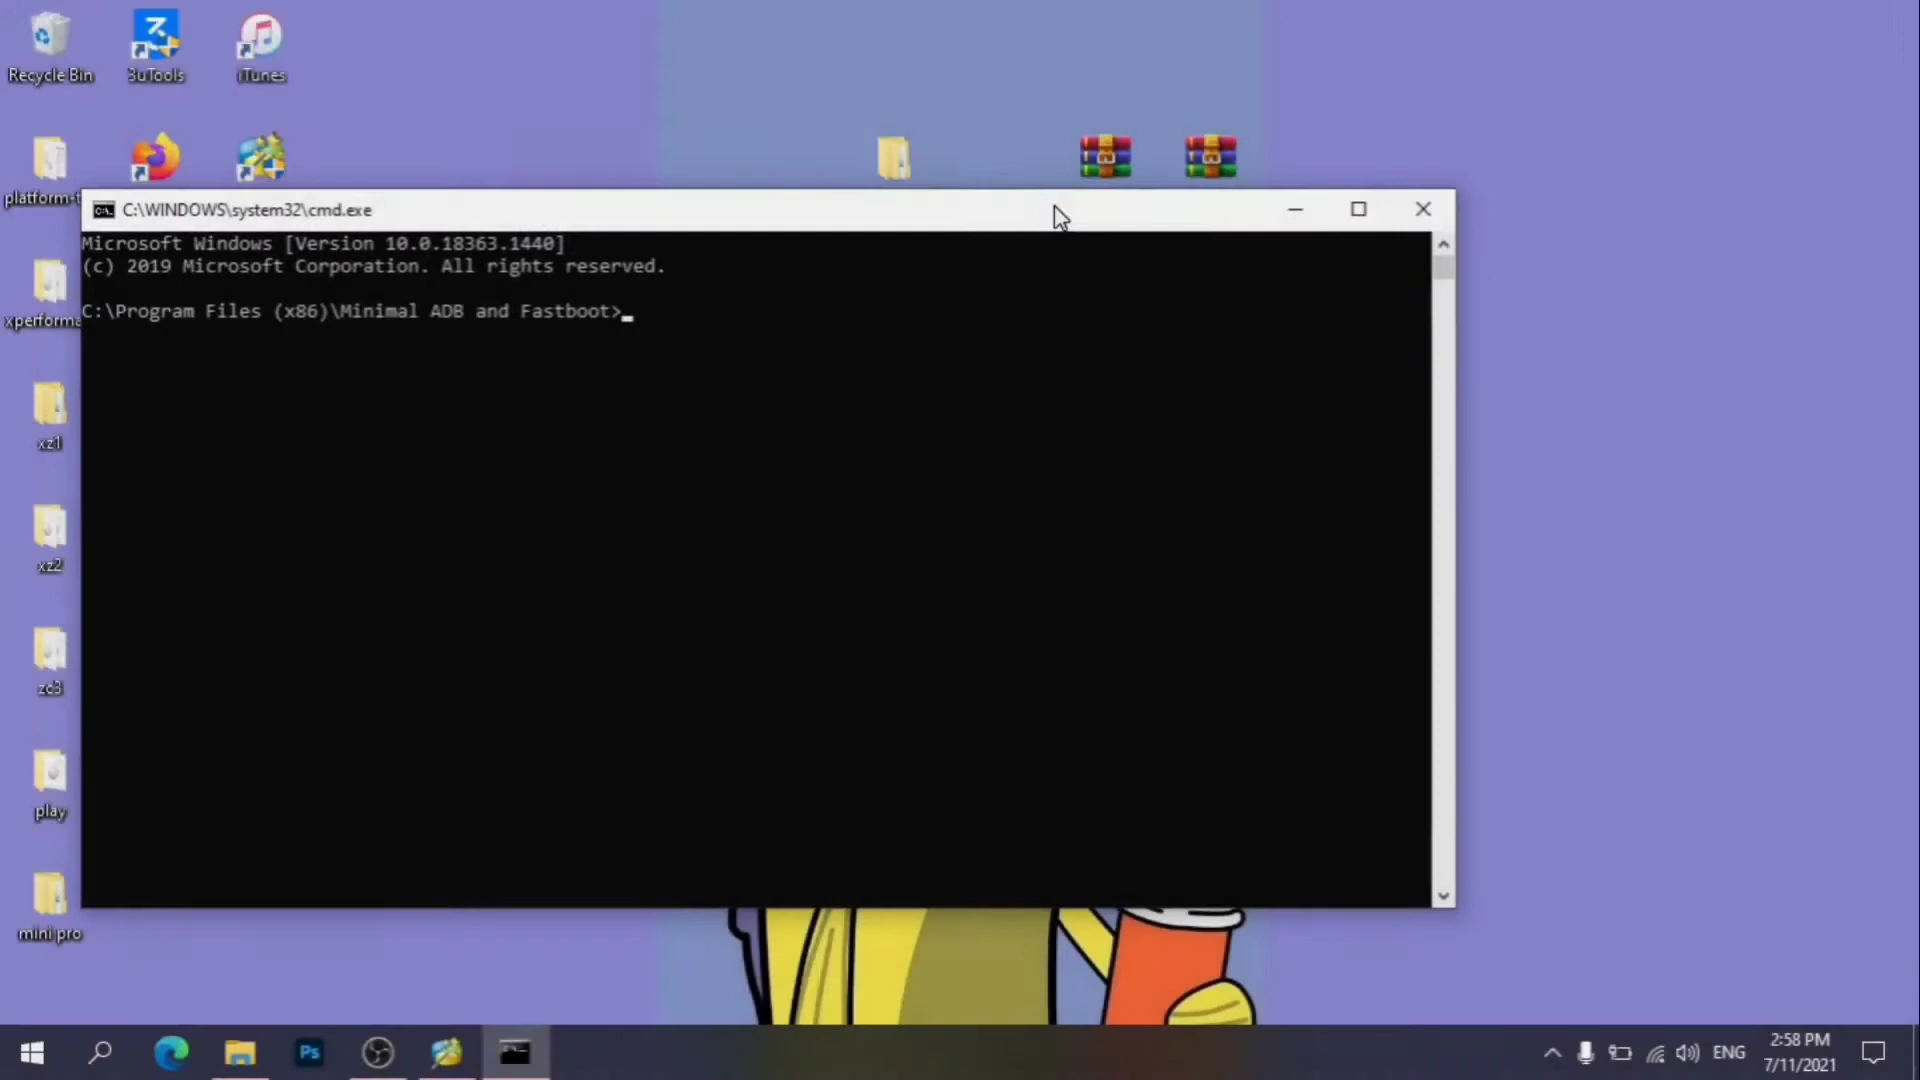 Recycle Bin
3uTools
iTunes
platform-t
xperforma
xz1
xz2
zc3
play
mini pro
C:\WINDOWS\system32\cmd.exe
Microsoft Windows [Version 10.0.18363.1440]
(c) 2019 Microsoft Corporation. All rights reserved.
C:\Program Files (x86)\Minimal ADB and Fastboot>_
Ps
ENG
2:58 PM
7/11/2021